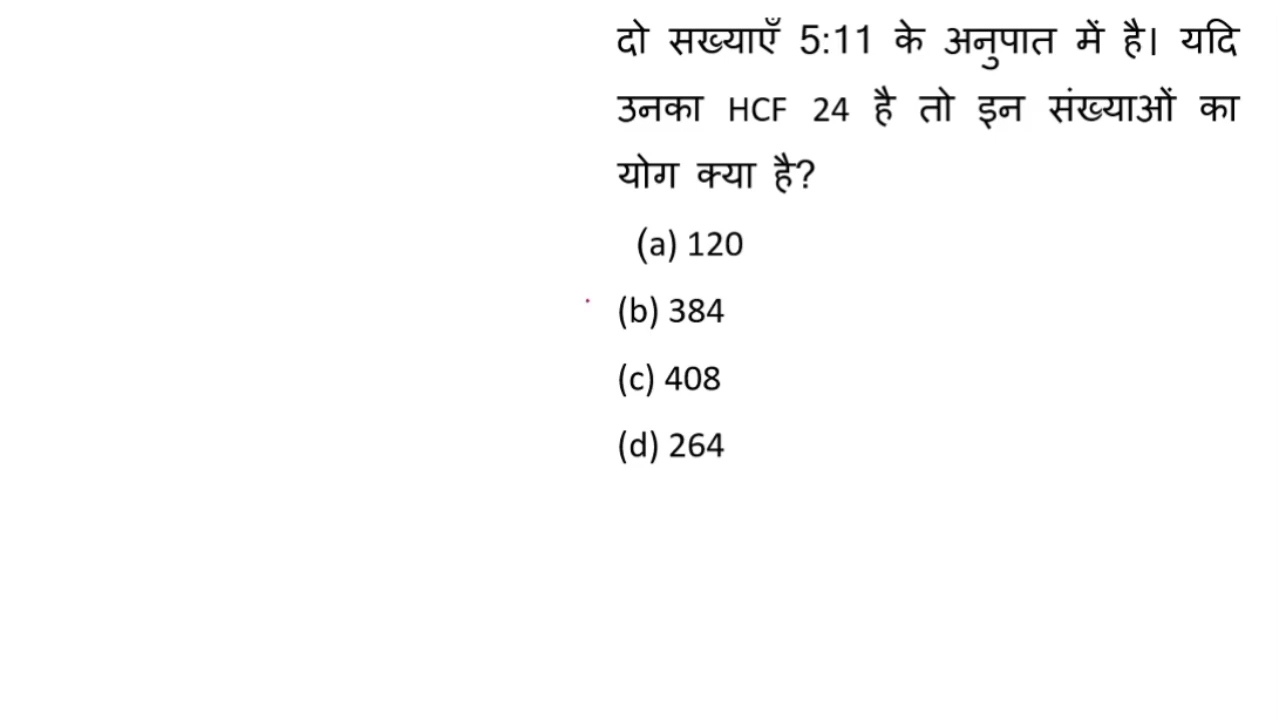 दो सख्याएँ 5:11 के अनुपात में है। यदि
उनका HCF 24 है तो इन संख्याओं का
योग क्या है?
(a) 120
(b) 384
(c) 408
(d) 264